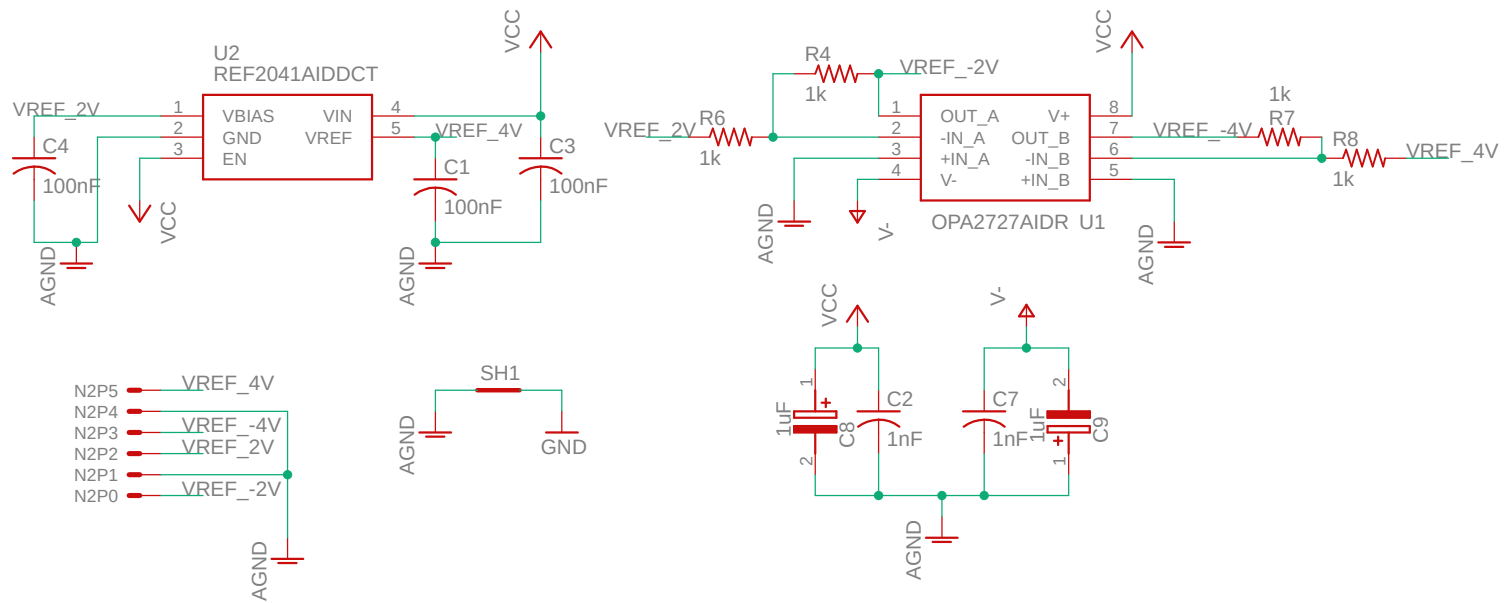 U2
REF2041AIDDCT
VREF_2V
1
2
3
VBIAS
GND
EN
VIN
VREF
4
5
VCC
VREF_4V
C4
100nF
VCC
AGND
C1
100nF
C3
100nF
AGND
R4
1k
VREF_-2V
VREF_2V
R6
1k
1
2
3
4
OUT_A
-IN_A
+IN_A
V-
V+
OUT_B
-IN_B
+IN_B
8
7
6
5
VCC
VREF_-4V
1k
R7
R8
1k
VREF_4V
AGND
V-
OPA2727AIDR U1
AGND
N2P5 VREF_4V
N2P4
N2P3 VREF_-4V
N2P2 VREF_2V
N2P1
N2P0 VREF_-2V
AGND
SH1
AGND
GND
VCC
V-
1
+
1uF
C8
2
C2
1nF
C7
1nF
2
1uF
C9
+
1
AGND